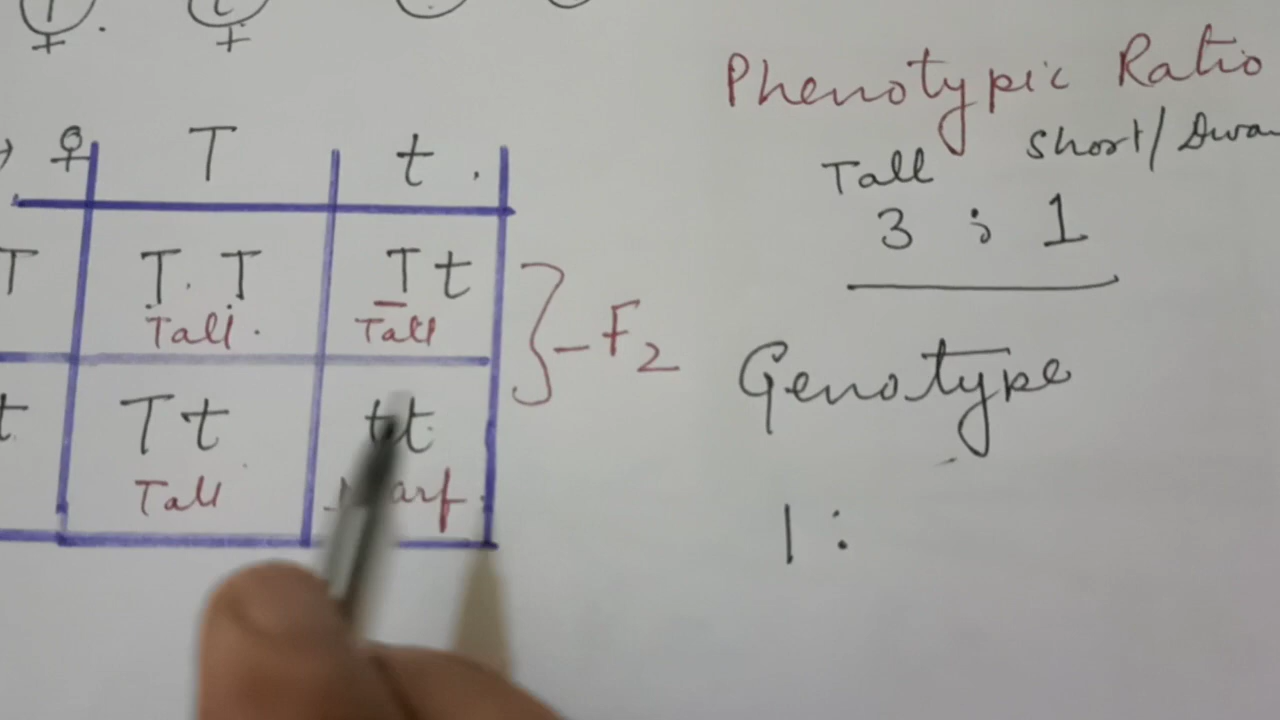 ♀ T t .
T T.T Tt
Tall. Tall
t Tt tt
Tall
} - F2
Phenotypic Ratio
Tall Short/
3 : 1
Genotype
1 :